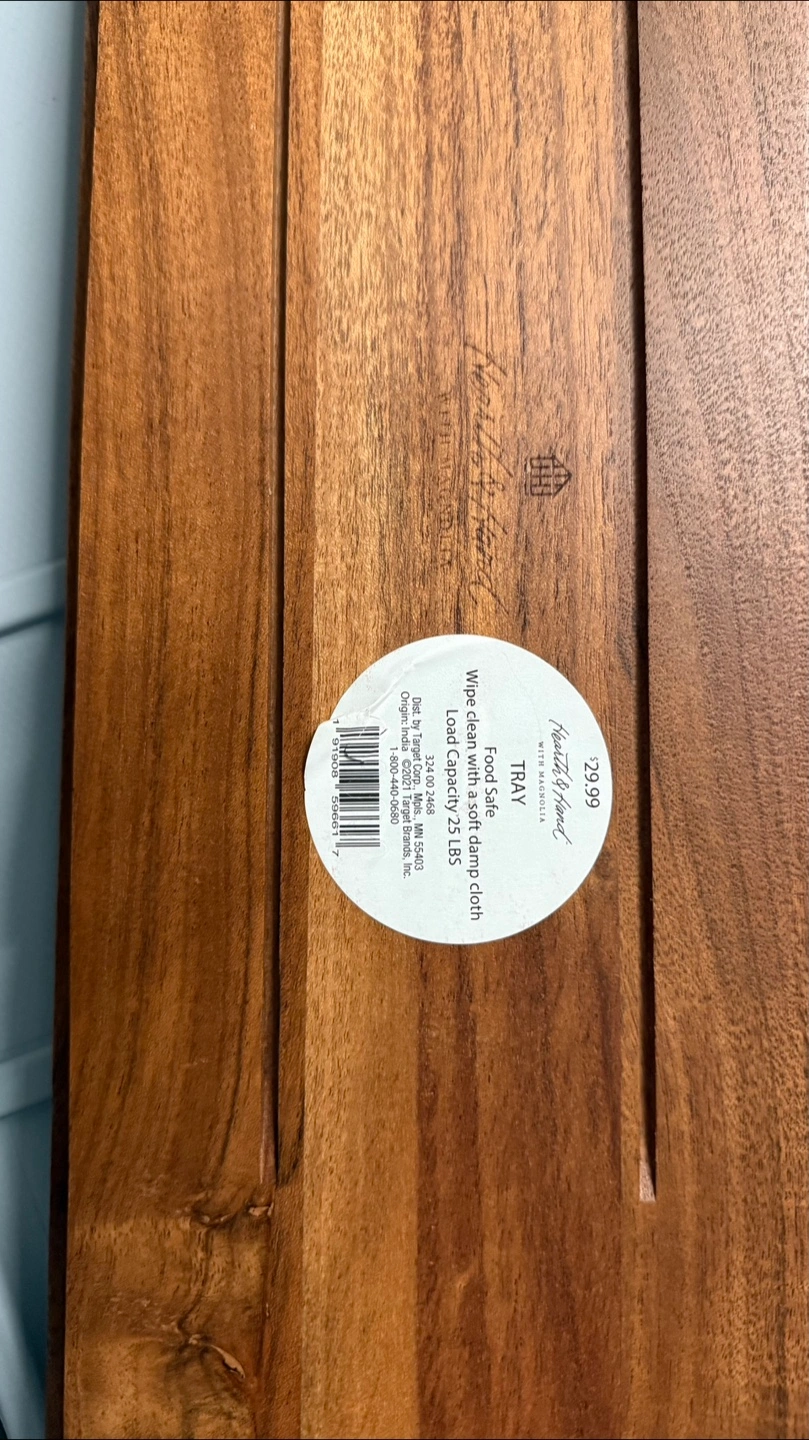 Hearth & Hand
WITH MAGNOLIA
$29.99
Hearth & Hand
WITH MAGNOLIA
TRAY
Food Safe
Wipe clean with a soft damp cloth
Load Capacity 25 LBS
324 00 2468
Dist. by Target Corp., Mpls., MN 55403
Origin: India ©2021 Target Brands, Inc.
1-800-440-0680
1 91908 59661 7